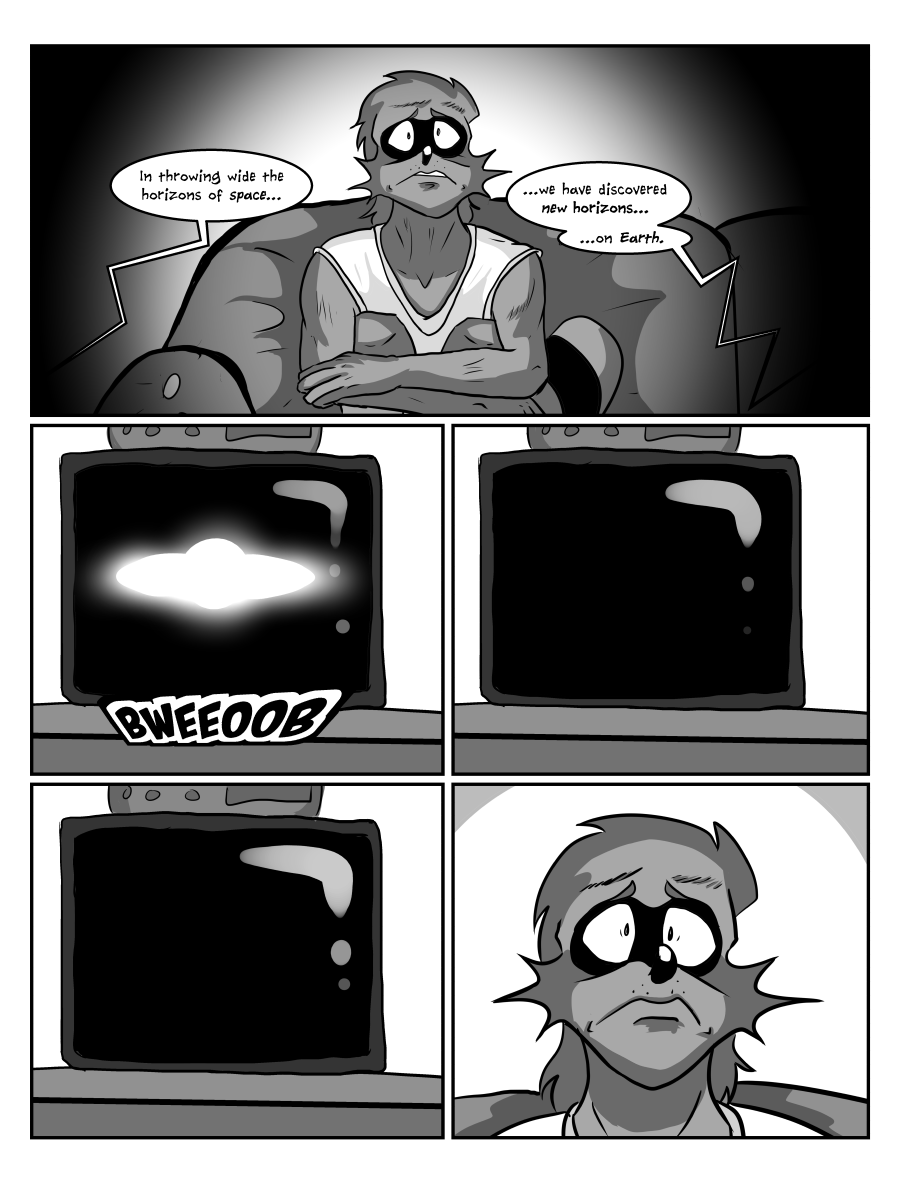 In throwing wide the
horizons of space...
...we have discovered
new horizons...
...on Earth.
BWEEOOB